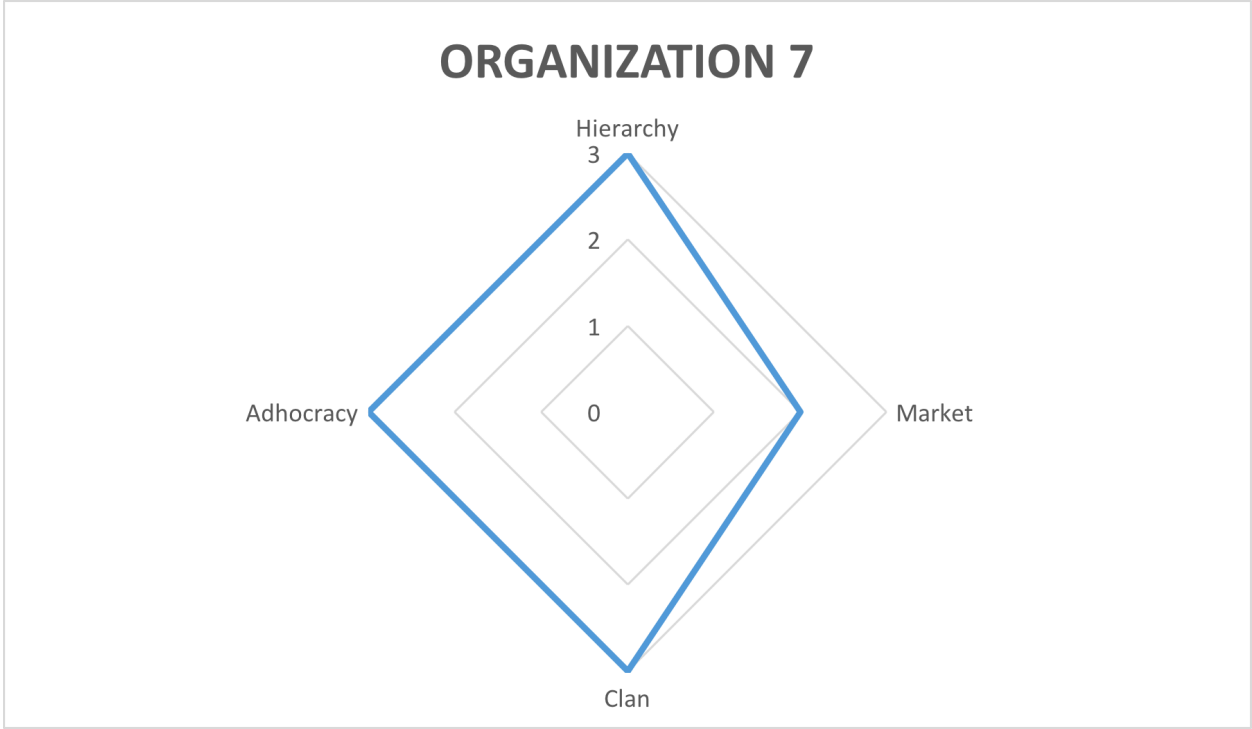 ORGANIZATION 7
Hierarchy
3
2
1
0
Adhocracy
Market
Clan